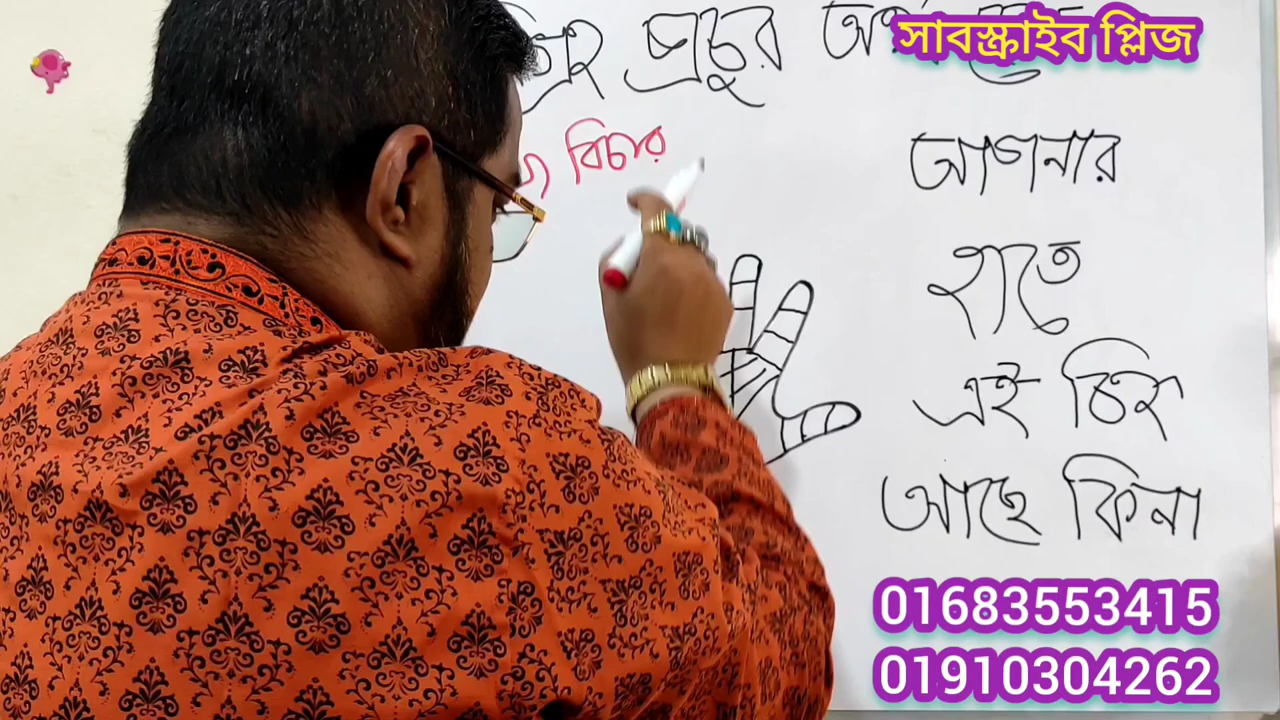 প্রচুর
সাবস্ক্রাইব প্লিজ
বিচার
আপনার
হাতে
এই চিহ্ন
আছে কিনা
01683553415
01910304262